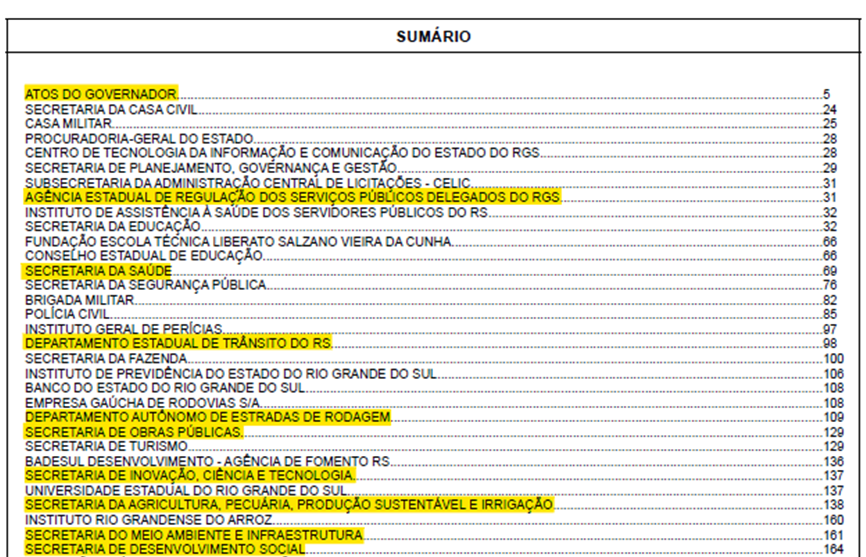 SUMÁRIO
ATOS DO GOVERNADOR 5
SECRETARIA DA CASA CIVIL 24
CASA MILITAR 25
PROCURADORIA-GERAL DO ESTADO 28
CENTRO DE TECNOLOGIA DA INFORMAÇÃO E COMUNICAÇÃO DO ESTADO DO RGS 28
SECRETARIA DE PLANEJAMENTO, GOVERNANÇA E GESTÃO 29
SUBSECRETARIA DA ADMINISTRAÇÃO CENTRAL DE LICITAÇÕES - CELIC 31
AGÊNCIA ESTADUAL DE REGULAÇÃO DOS SERVIÇOS PÚBLICOS DELEGADOS DO RGS 31
INSTITUTO DE ASSISTÊNCIA À SAÚDE DOS SERVIDORES PÚBLICOS DO RS 32
SECRETARIA DA EDUCAÇÃO 32
FUNDAÇÃO ESCOLA TÉCNICA LIBERATO SALZANO VIEIRA DA CUNHA 66
CONSELHO ESTADUAL DE EDUCAÇÃO 66
SECRETARIA DA SAÚDE 69
SECRETARIA DA SEGURANÇA PÚBLICA 76
BRIGADA MILITAR 82
POLÍCIA CIVIL 85
INSTITUTO GERAL DE PERÍCIAS 97
DEPARTAMENTO ESTADUAL DE TRÂNSITO DO RS 98
SECRETARIA DA FAZENDA 100
INSTITUTO DE PREVIDÊNCIA DO ESTADO DO RIO GRANDE DO SUL 106
BANCO DO ESTADO DO RIO GRANDE DO SUL 108
EMPRESA GAÚCHA DE RODOVIAS S/A 108
DEPARTAMENTO AUTÔNOMO DE ESTRADAS DE RODAGEM 109
SECRETARIA DE OBRAS PÚBLICAS 129
SECRETARIA DE TURISMO 129
BADESUL DESENVOLVIMENTO - AGÊNCIA DE FOMENTO RS 136
SECRETARIA DE INOVAÇÃO, CIÊNCIA E TECNOLOGIA 137
UNIVERSIDADE ESTADUAL DO RIO GRANDE DO SUL 137
SECRETARIA DA AGRICULTURA, PECUÁRIA, PRODUÇÃO SUSTENTÁVEL E IRRIGAÇÃO 138
INSTITUTO RIO GRANDENSE DO ARROZ 160
SECRETARIA DO MEIO AMBIENTE E INFRAESTRUTURA 161
SECRETARIA DE DESENVOLVIMENTO SOCIAL 164